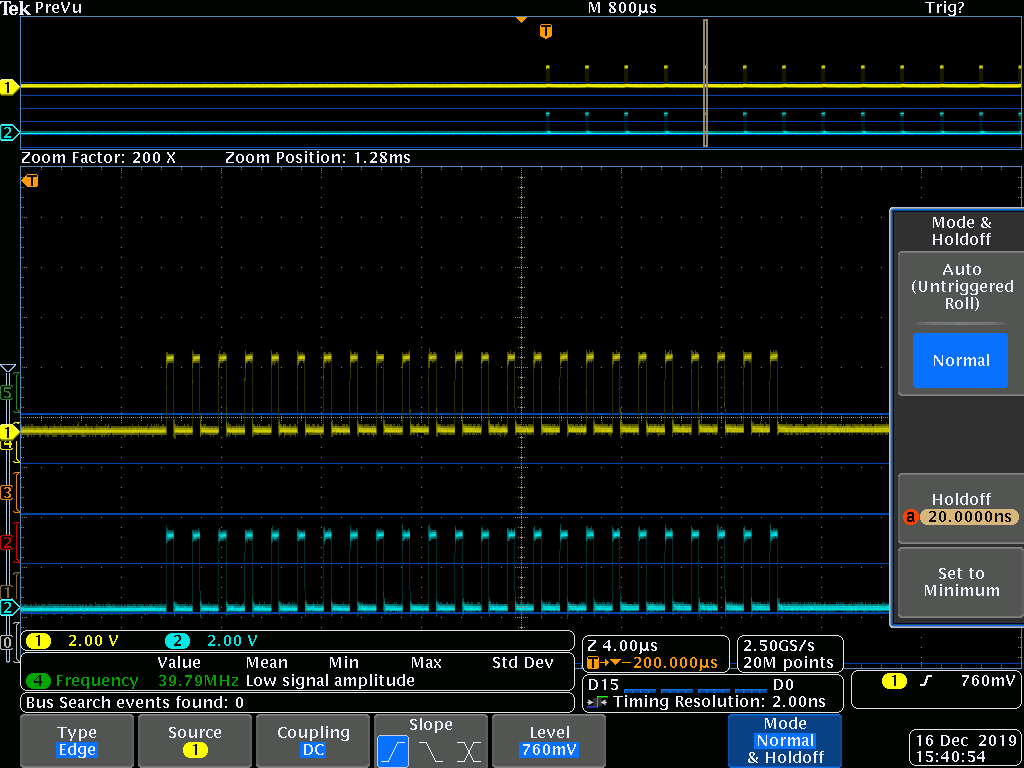 Tek PreVu M 800µs Trig?
T
1
2
Zoom Factor: 200 X Zoom Position: 1.28ms
T
Mode &
Holdoff
Auto
(Untriggered
Roll)
Normal
5
1
4
3
Holdoff
a 20.0000ns
2
Set to
Minimum
1
2
0
1 2.00 V 2 2.00 V
Z 4.00µs
T→▼-200.000µs
2.50GS/s
20M points
Value Mean Min Max Std Dev
4 Frequency 39.79MHz Low signal amplitude
D15 D0
Timing Resolution: 2.00ns
1 760mV
Bus Search events found: 0
Type
Edge
Source
1
Coupling
DC
Slope
Level
760mV
Mode
Normal
& Holdoff
16 Dec 2019
15:40:54